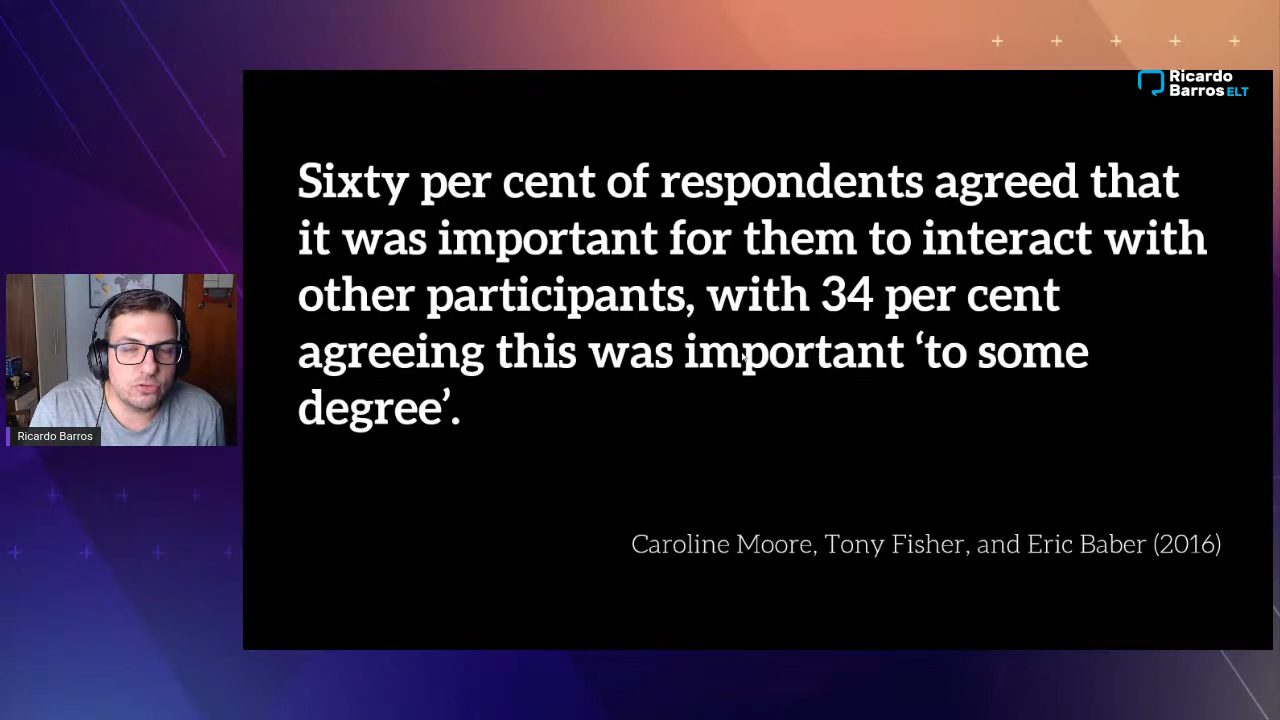 Ricardo
Barros ELT
Sixty per cent of respondents agreed that
it was important for them to interact with
other participants, with 34 per cent
agreeing this was important ‘to some
degree’.
Caroline Moore, Tony Fisher, and Eric Baber (2016)
Ricardo Barros